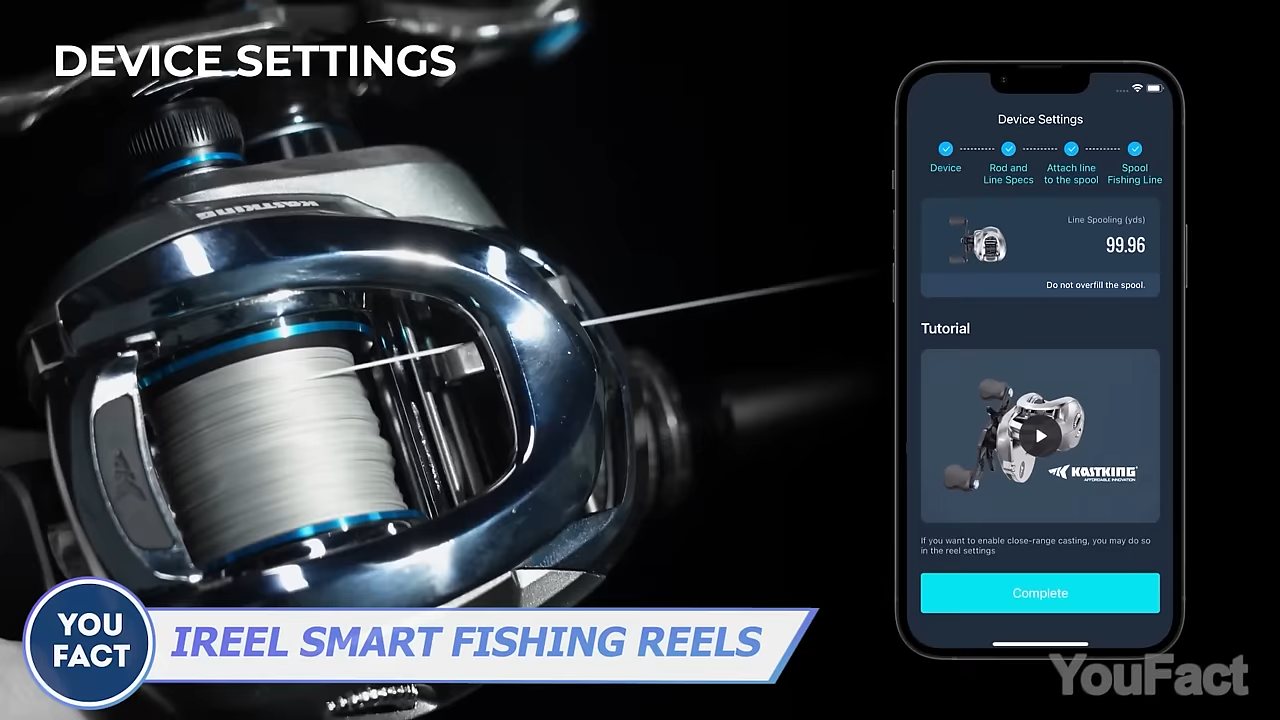 DEVICE SETTINGS
KASTKING
Device Settings
Device
Rod and
Line Specs
Attach line
to the spool
Spool
Fishing Line
Line Spooling (yds)
99.96
Do not overfill the spool.
Tutorial
KASTKING
AFFORDABLE INNOVATION
If you want to enable close-range casting, you may do so
in the reel settings
Complete
YOU
FACT
IREEL SMART FISHING REELS
YouFact